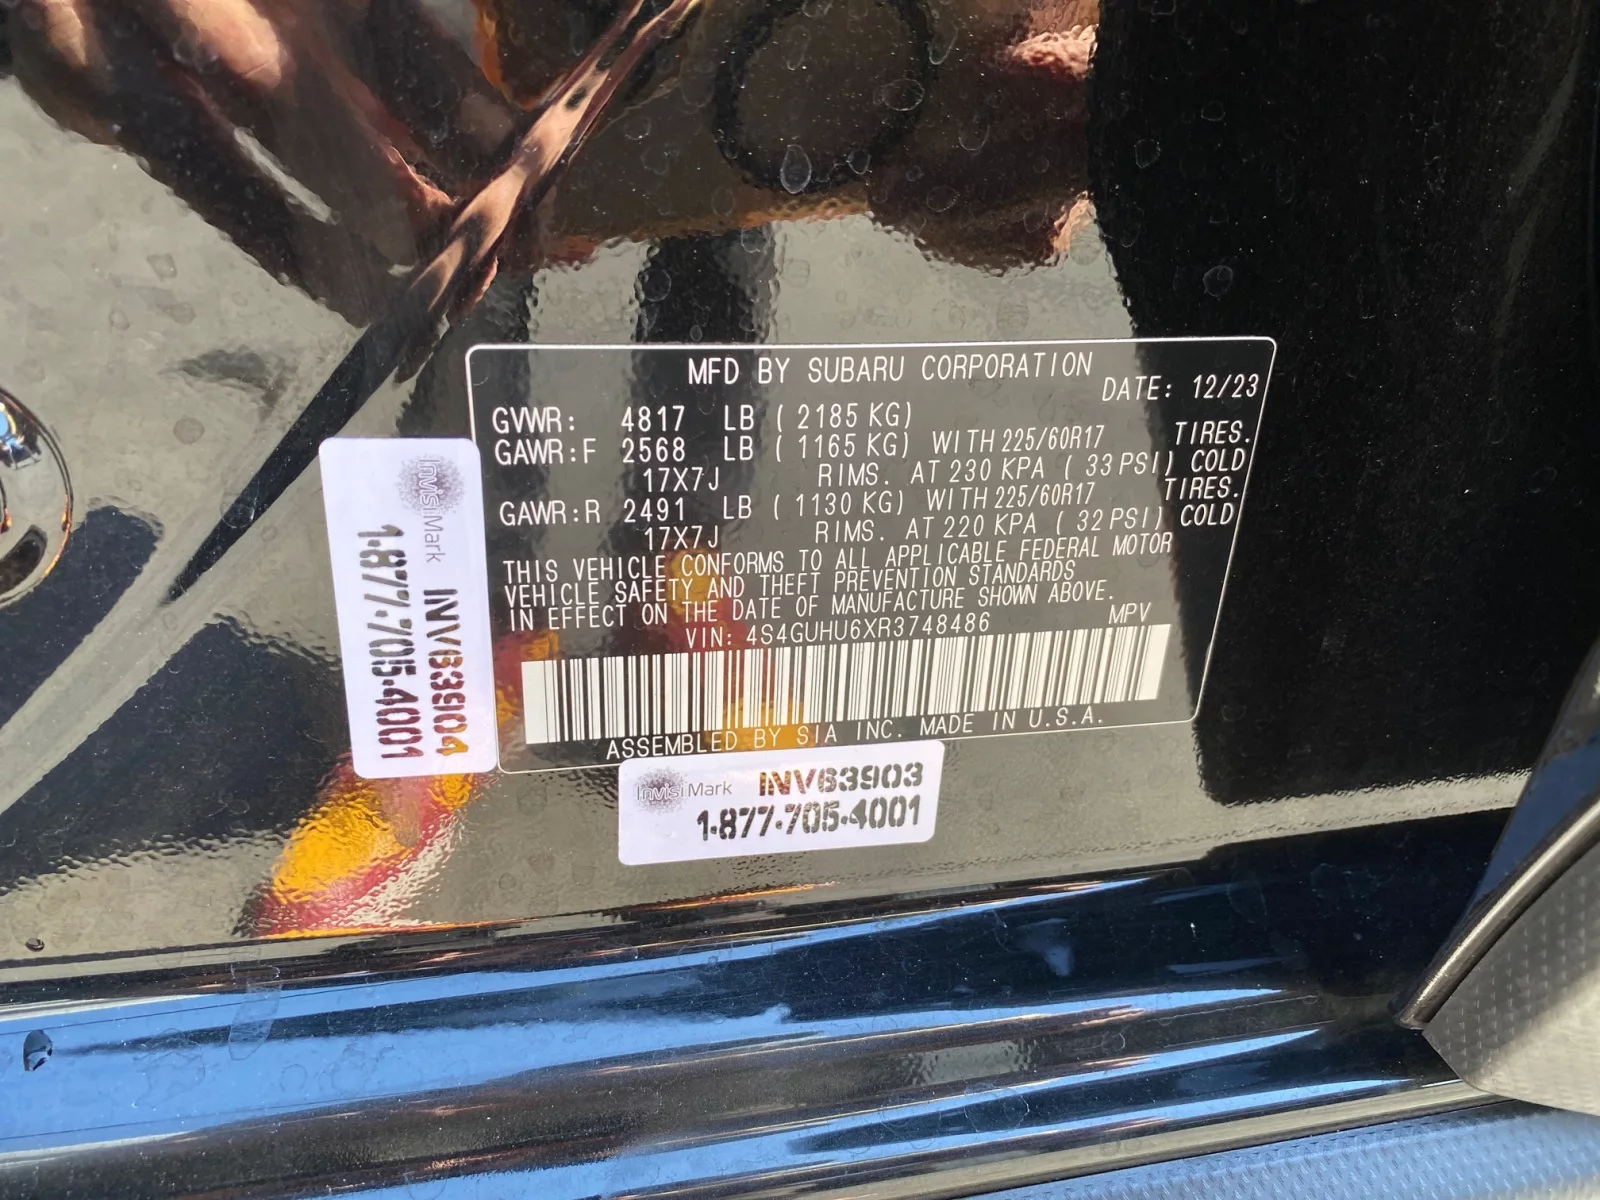 MFD BY SUBARU CORPORATION
DATE: 12/23
GVWR: 4817 LB ( 2185 KG)
GAWR:F 2568 LB ( 1165 KG) WITH 225/60R17 TIRES.
17X7J RIMS. AT 230 KPA ( 33 PSI) COLD
GAWR:R 2491 LB ( 1130 KG) WITH 225/60R17 TIRES.
17X7J RIMS. AT 220 KPA ( 32 PSI) COLD
THIS VEHICLE CONFORMS TO ALL APPLICABLE FEDERAL MOTOR
VEHICLE SAFETY AND THEFT PREVENTION STANDARDS
IN EFFECT ON THE DATE OF MANUFACTURE SHOWN ABOVE.
VIN: 4S4GUHU6XR3748486 MPV
ASSEMBLED BY SIA INC. MADE IN U.S.A.
InvisiMark INV63904
1-877-705-4001
InvisiMark INV63903
1-877-705-4001